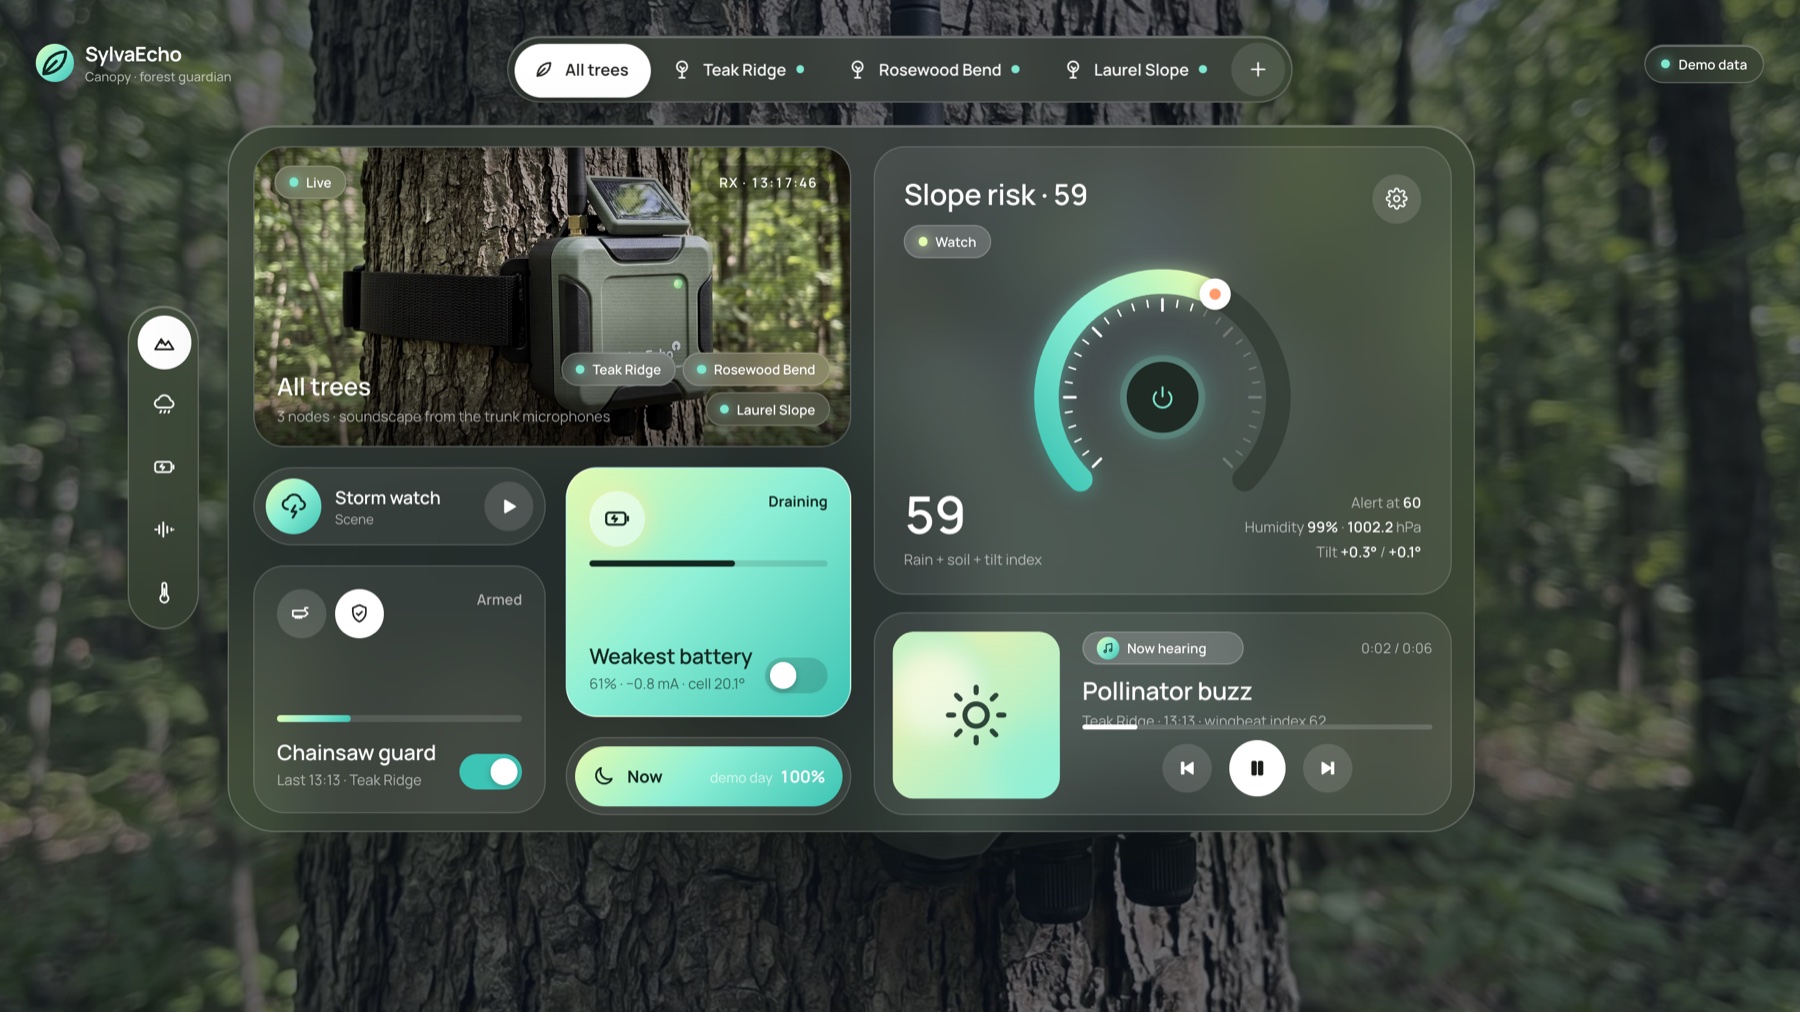 SylvaEcho
Canopy · forest guardian
All trees
Teak Ridge
Rosewood Bend
Laurel Slope
Demo data
Live
RX · 13:17:46
Teak Ridge
Rosewood Bend
Laurel Slope
All trees
3 nodes · soundscape from the trunk microphones
Slope risk · 59
Watch
59
Rain + soil + tilt index
Alert at 60
Humidity 99% · 1002.2 hPa
Tilt +0.3° / +0.1°
Storm watch
Scene
Draining
Weakest battery
61% · −0.8 mA · cell 20.1°
Armed
Chainsaw guard
Last 13:13 · Teak Ridge
Now
demo day 100%
Now hearing
0:02 / 0:06
Pollinator buzz
Teak Ridge · 13:13 · wingbeat index 62